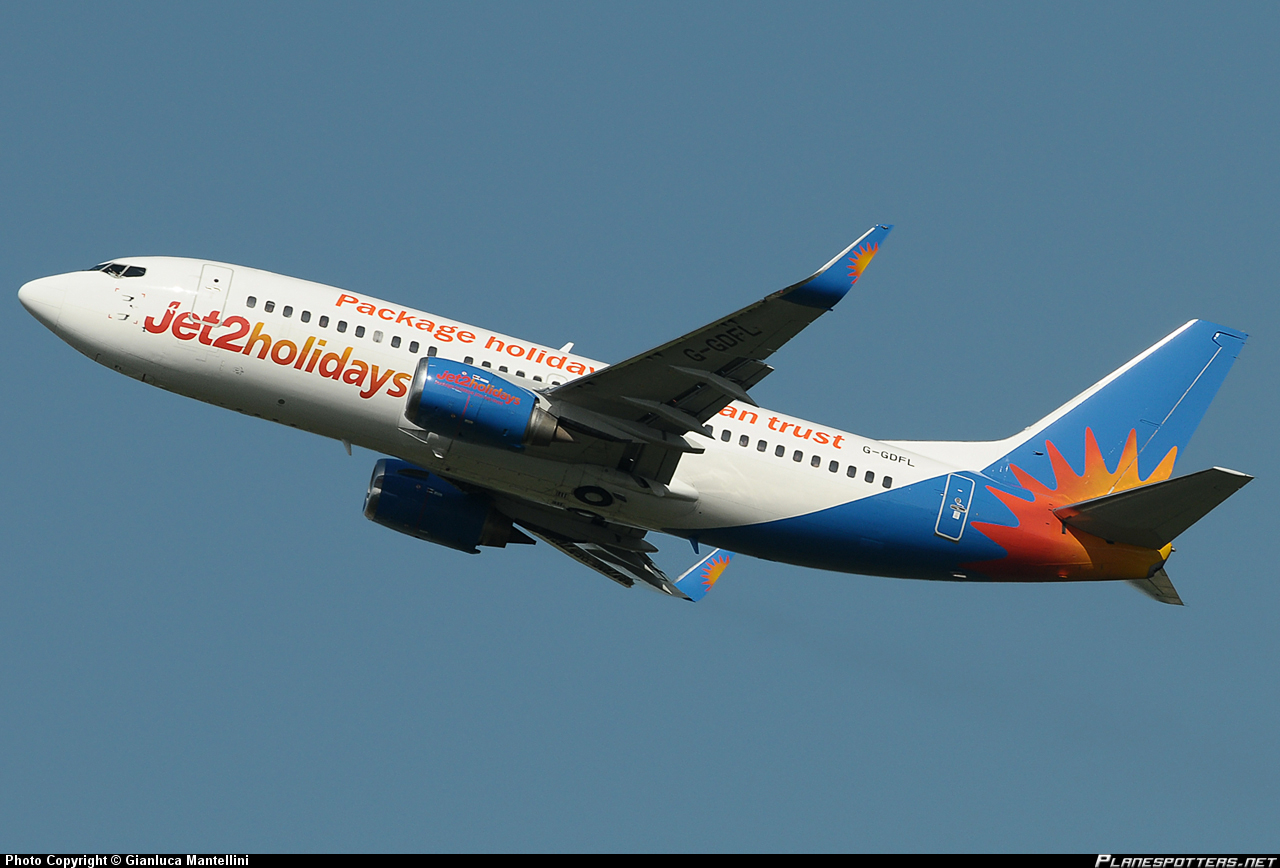 Package holiday an trust
Jet2holidays
G-GDFL
Jet2holidays
G-GDFL
Photo Copyright © Gianluca Mantellini
PLANESPOTTERS.NET